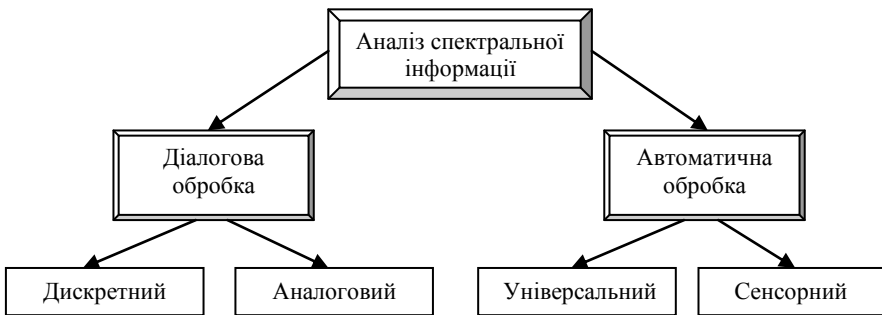 Аналіз спектральної
інформації
Діалогова
обробка
Автоматична
обробка
Дискретний
Аналоговий
Універсальний
Сенсорний